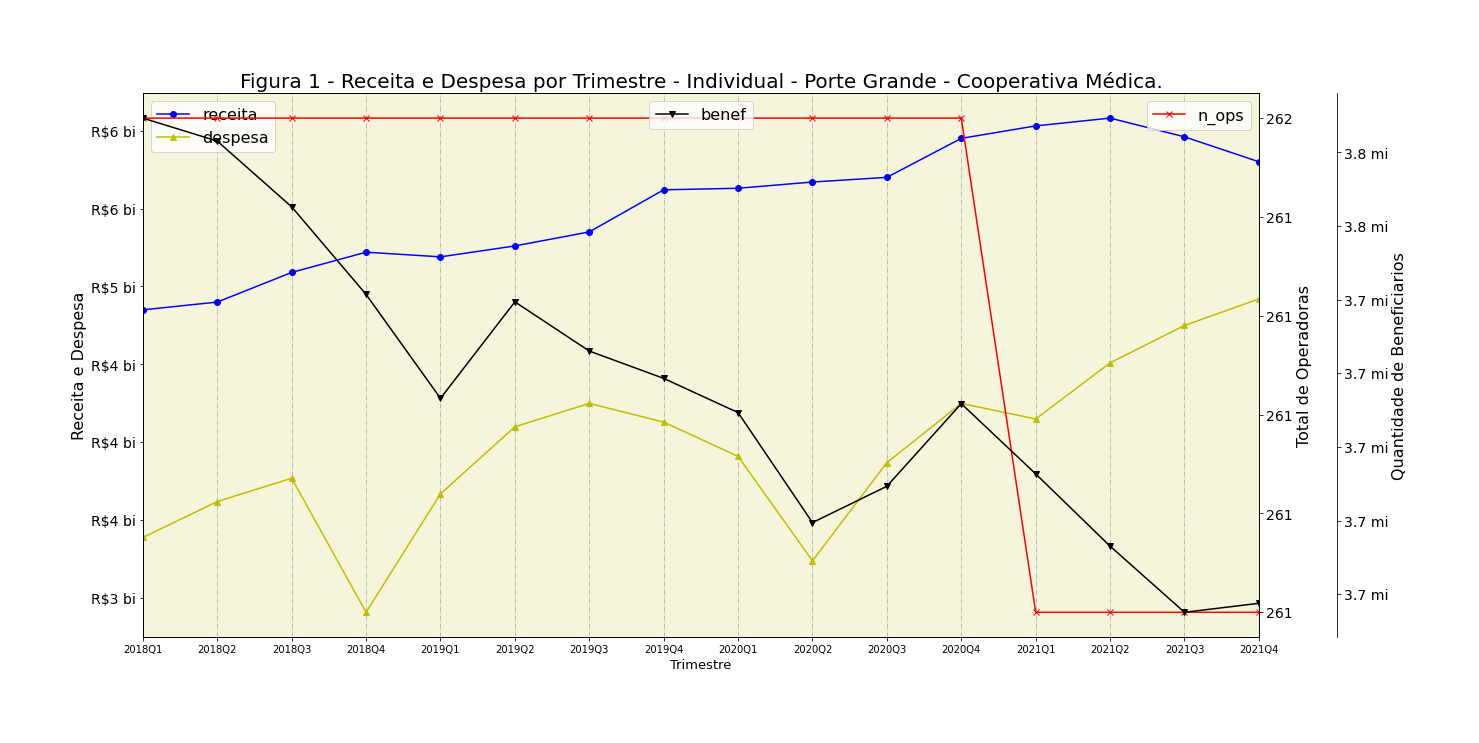 Figura 1 - Receita e Despesa por Trimestre - Individual - Porte Grande - Cooperativa Médica.
receita
despesa
benef
n_ops
Receita e Despesa
R$6 bi
R$6 bi
R$5 bi
R$4 bi
R$4 bi
R$4 bi
R$3 bi
262
261
261
261
261
261
Total de Operadoras
3.8 mi
3.8 mi
3.7 mi
3.7 mi
3.7 mi
3.7 mi
3.7 mi
Quantidade de Beneficiarios
2018Q1 2018Q2 2018Q3 2018Q4 2019Q1 2019Q2 2019Q3 2019Q4 2020Q1 2020Q2 2020Q3 2020Q4 2021Q1 2021Q2 2021Q3 2021Q4
Trimestre